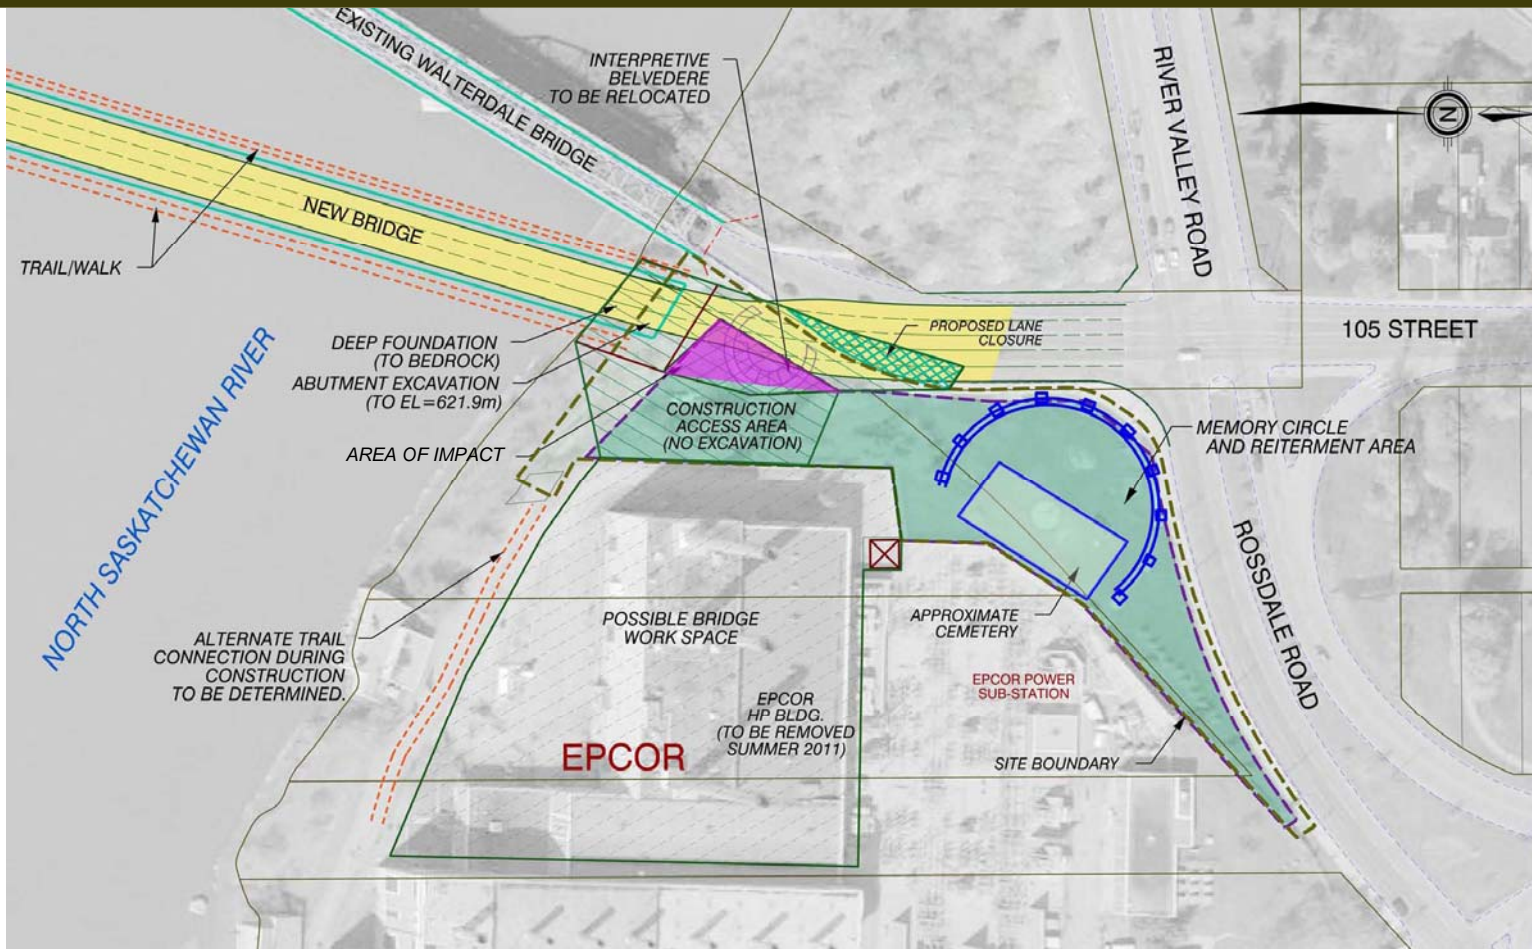 EXISTING WALTERDALE BRIDGE
INTERPRETIVE
BELVEDERE
TO BE RELOCATED
RIVER VALLEY ROAD
N
NEW BRIDGE
TRAIL/WALK
DEEP FOUNDATION
(TO BEDROCK)
ABUTMENT EXCAVATION
(TO EL=621.9m)
AREA OF IMPACT
PROPOSED LANE
CLOSURE
105 STREET
CONSTRUCTION
ACCESS AREA
(NO EXCAVATION)
MEMORY CIRCLE
AND REITERMENT AREA
NORTH SASKATCHEWAN RIVER
ROSSDALE ROAD
ALTERNATE TRAIL
CONNECTION DURING
CONSTRUCTION
TO BE DETERMINED.
POSSIBLE BRIDGE
WORK SPACE
APPROXIMATE
CEMETERY
EPCOR POWER
SUB-STATION
EPCOR
HP BLDG.
(TO BE REMOVED
SUMMER 2011)
EPCOR
SITE BOUNDARY